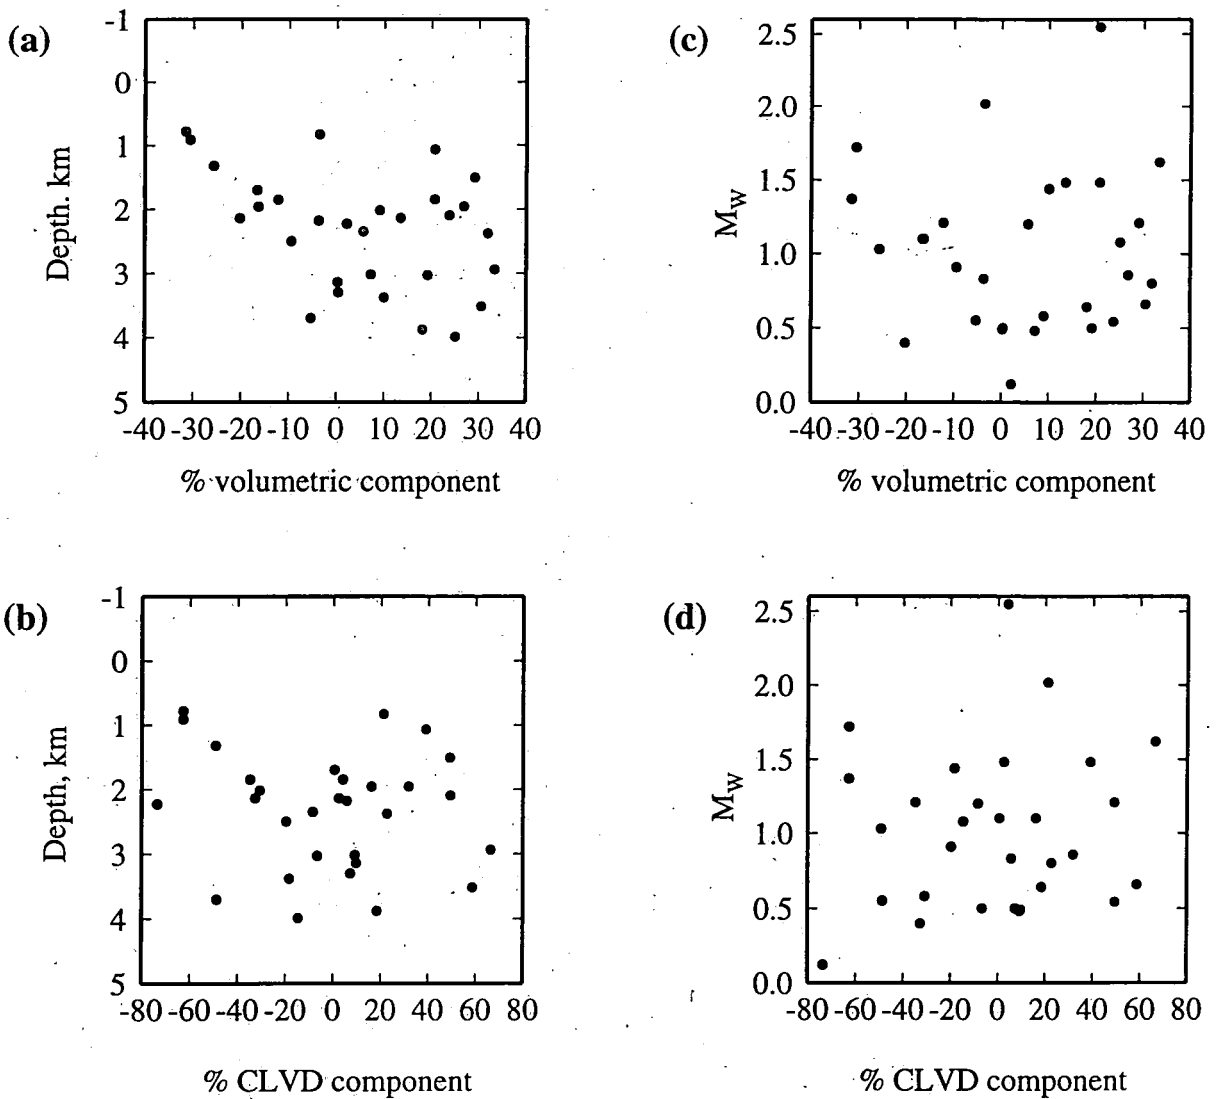 (a)
-1
0
1
2
3
4
5
Depth. km
-40 -30 -20 -10 0 10 20 30 40
% volumetric component
(c)
2.5
2.0
1.5
1.0
0.5
0.0
Mw
-40 -30 -20 -10 0 10 20 30 40
% volumetric component
(b)
-1
0
1
2
3
4
5
Depth, km
-80 -60 -40 -20 0 20 40 60 80
% CLVD component
(d)
2.5
2.0
1.5
1.0
0.5
0.0
Mw
-80 -60 -40 -20 0 20 40 60 80
% CLVD component